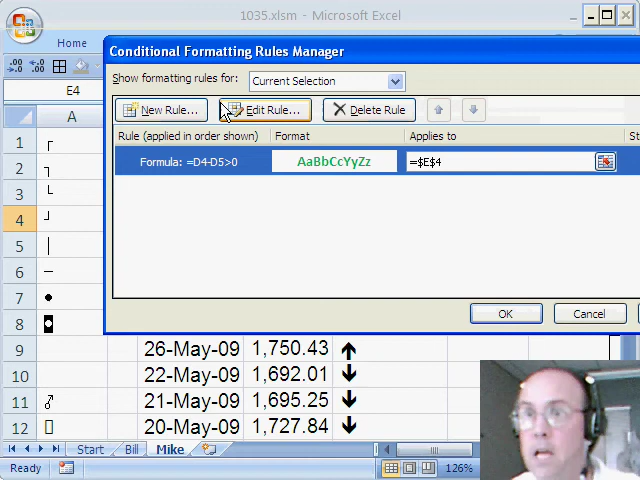 1035.xlsm - Microsoft Excel
Home
Conditional Formatting Rules Manager
Show formatting rules for: Current Selection
E4
New Rule... Edit Rule... Delete Rule
A
Rule (applied in order shown) Format Applies to St
Formula: =D4-D5>0 AaBbCcYyZz =$E$4
1 ┌
2 ┐
3 └
4 ┘
5 │
6 ─
7 ●
8 ◘
OK Cancel
9 26-May-09 1,750.43 ↑
10 22-May-09 1,692.01 ↓
11 ♂ 21-May-09 1,695.25 ↓
12 20-May-09 1,727.84 ↓
Start Bill Mike
Ready 126%